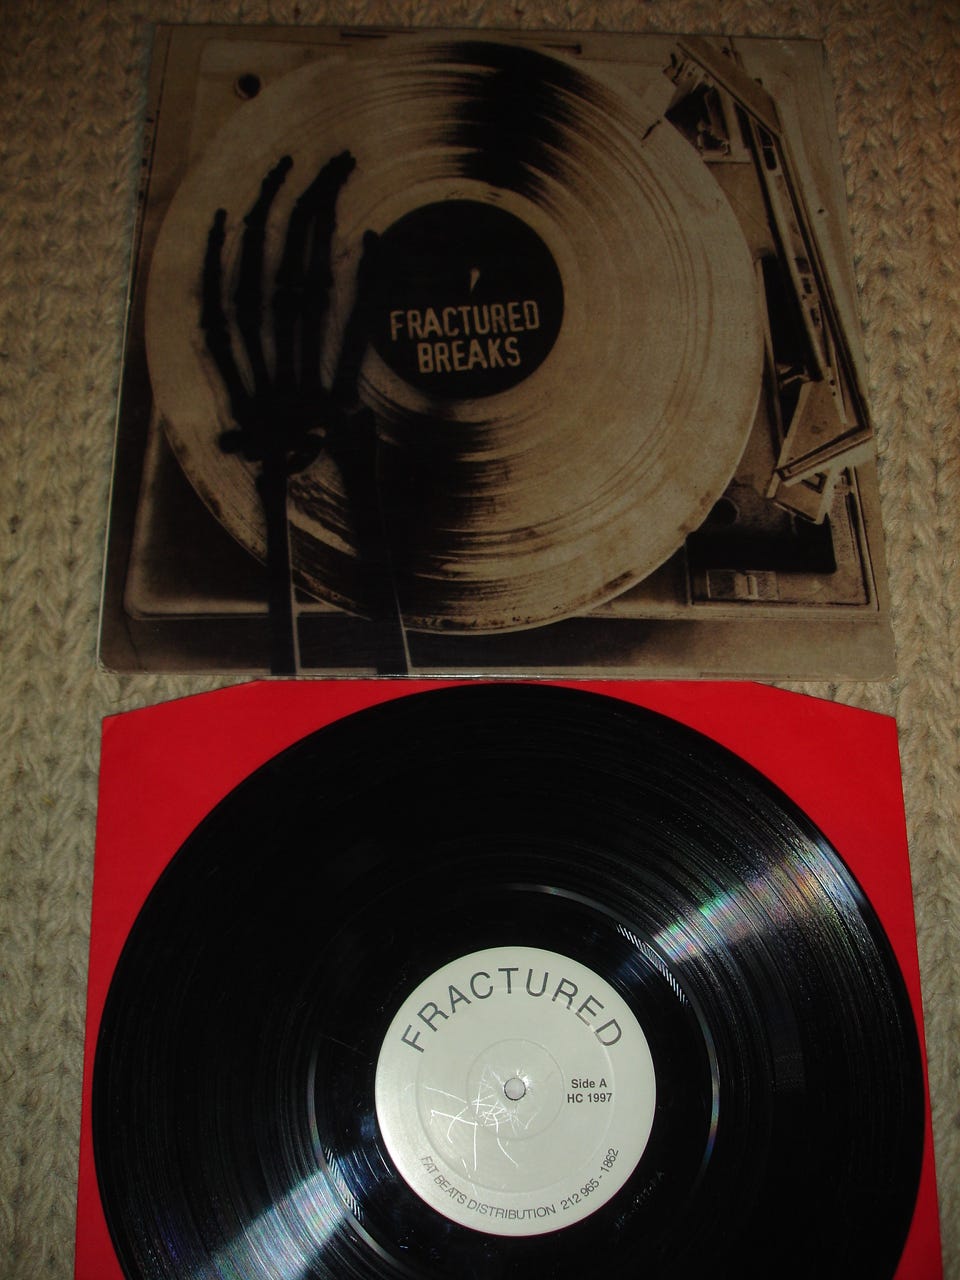 FRACTURED
BREAKS
FRACTURED
Side A
HC 1997
FAT BEATS DISTRIBUTION 212 965 - 1862